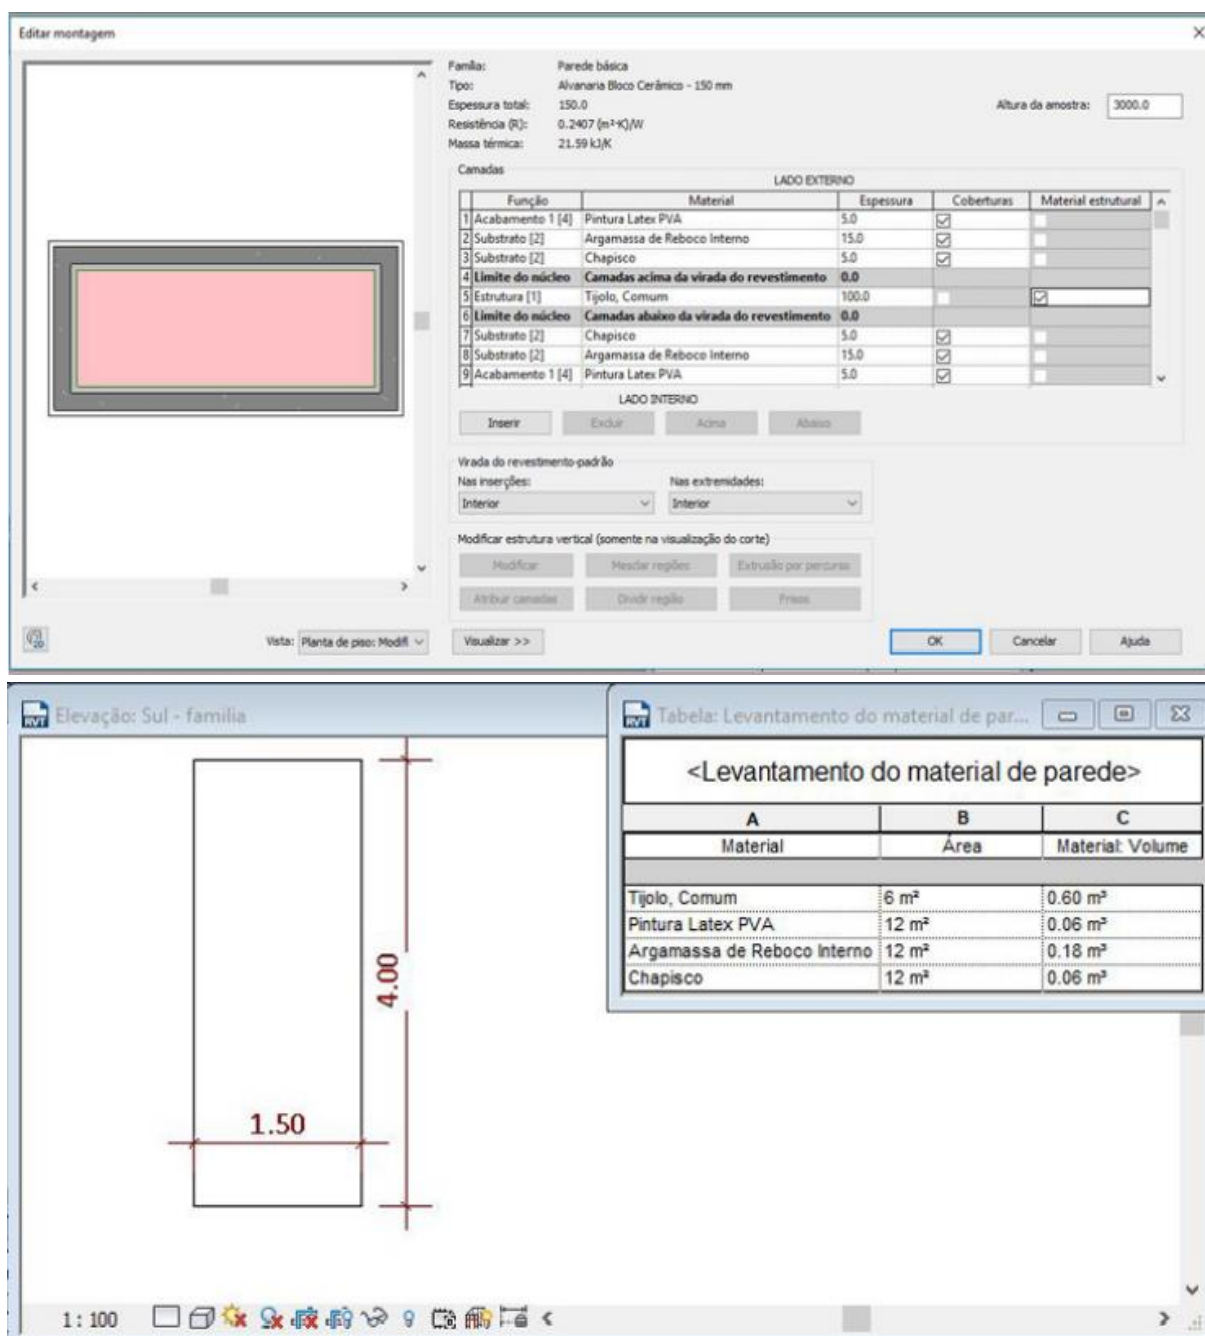 Editar montagem
Família: Parede básica
Tipo: Alvanaria Bloco Cerâmico - 150 mm
Espessura total: 150.0 Altura da amostra: 3000.0
Resistência (R): 0.2407 (m²·K)/W
Massa térmica: 21.59 kJ/K
Camadas
LADO EXTERNO
Função Material Espessura Coberturas Material estrutural
1 Acabamento 1 [4] Pintura Latex PVA 5.0
2 Substrato [2] Argamassa de Reboco Interno 15.0
3 Substrato [2] Chapisco 5.0
4 Limite do núcleo Camadas acima da virada do revestimento 0.0
5 Estrutura [1] Tijolo, Comum 100.0
6 Limite do núcleo Camadas abaixo da virada do revestimento 0.0
7 Substrato [2] Chapisco 5.0
8 Substrato [2] Argamassa de Reboco Interno 15.0
9 Acabamento 1 [4] Pintura Latex PVA 5.0
LADO INTERNO
Inserir Excluir Acima Abaixo
Virada do revestimento-padrão
Nas inserções: Nas extremidades:
Interior Interior
Modificar estrutura vertical (somente na visualização do corte)
Modificar Mesclar regiões Extrusão por percurso
Atribuir camadas Dividir região Frisos
Vista: Planta de piso: Modifi Visualizar >> OK Cancelar Ajuda
RVT Elevação: Sul - familia
4.00
1.50
1 : 100
RVT Tabela: Levantamento do material de par...
<Levantamento do material de parede>
A B C
Material Área Material: Volume
Tijolo, Comum 6 m² 0.60 m³
Pintura Latex PVA 12 m² 0.06 m³
Argamassa de Reboco Interno 12 m² 0.18 m³
Chapisco 12 m² 0.06 m³